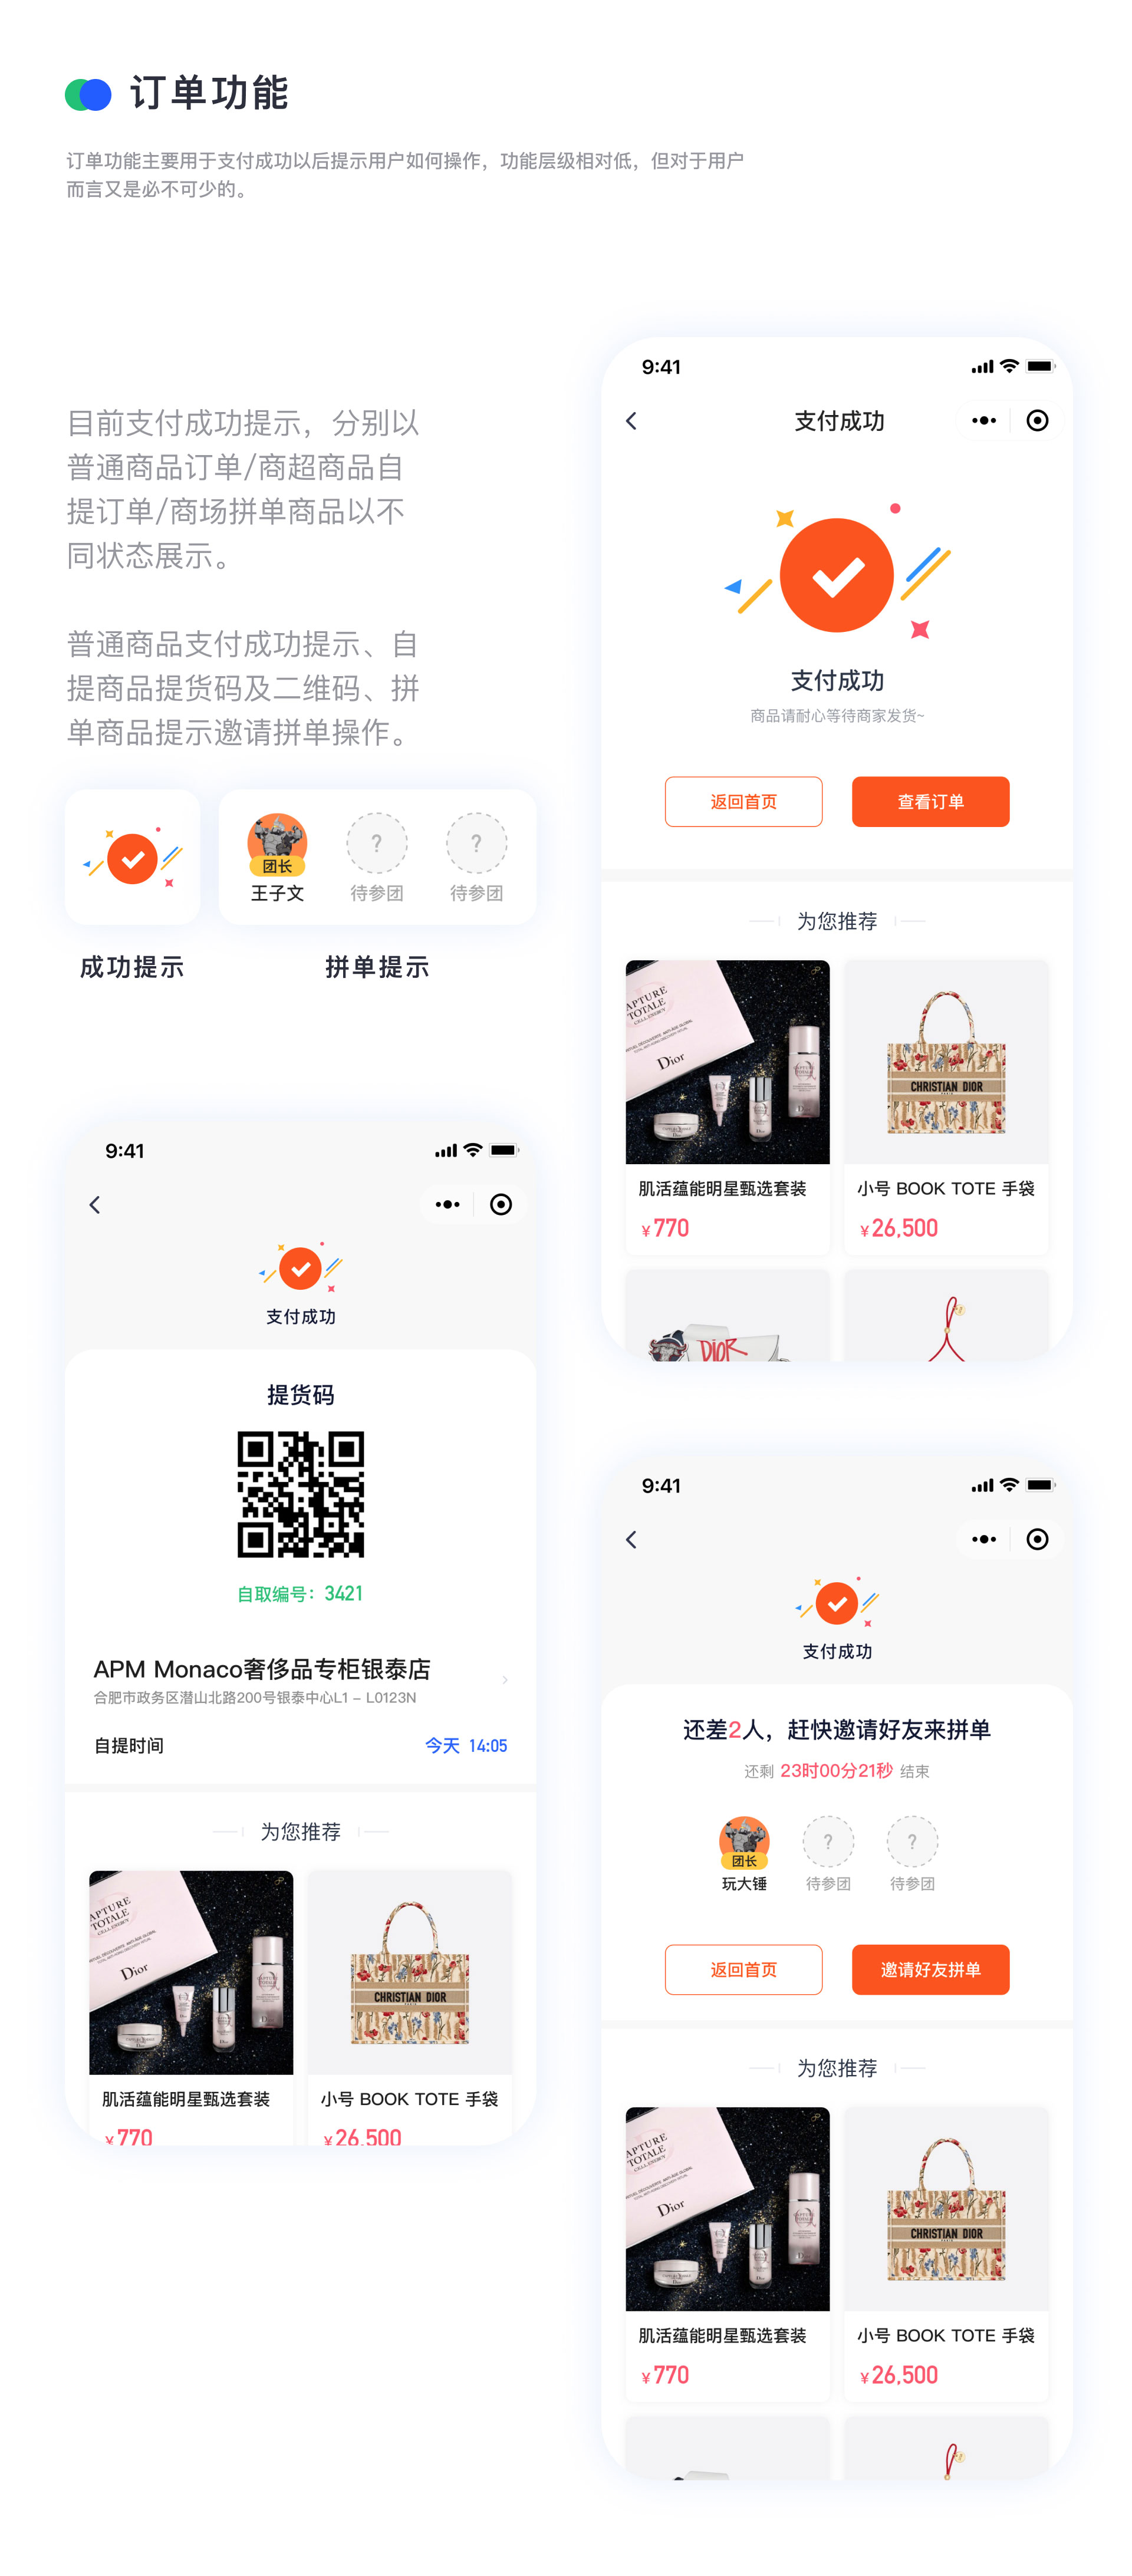 订单功能
订单功能主要用于支付成功以后提示用户如何操作，功能层级相对低，但对于用户
而言又是必不可少的。
目前支付成功提示，分别以
普通商品订单/商超商品自
提订单/商场拼单商品以不
同状态展示。
普通商品支付成功提示、自
提商品提货码及二维码、拼
单商品提示邀请拼单操作。
团长
?
?
王子文
待参团
待参团
成功提示
拼单提示
9:41
支付成功
支付成功
商品请耐心等待商家发货~
返回首页
查看订单
为您推荐
APTURE
TOTALE
CELL ENERGY
Dior
CHRISTIAN DIOR
肌活蕴能明星甄选套装
小号 BOOK TOTE 手袋
¥770
¥26,500
DIOR
9:41
支付成功
提货码
自取编号：3421
APM Monaco奢侈品专柜银泰店
合肥市政务区潜山北路200号银泰中心L1 – L0123N
自提时间
今天 14:05
为您推荐
APTURE
TOTALE
CELL ENERGY
Dior
CHRISTIAN DIOR
肌活蕴能明星甄选套装
小号 BOOK TOTE 手袋
¥770
¥26,500
9:41
支付成功
还差2人，赶快邀请好友来拼单
还剩 23时00分21秒 结束
团长
?
?
玩大锤
待参团
待参团
返回首页
邀请好友拼单
为您推荐
APTURE
TOTALE
CELL ENERGY
Dior
CHRISTIAN DIOR
肌活蕴能明星甄选套装
小号 BOOK TOTE 手袋
¥770
¥26,500